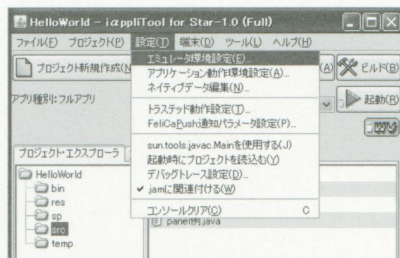 HelloWorld – iαppliTool for Star-1.0 (Full)
ファイル(F) プロジェクト(P) 設定(T) 端末(D) ツール(L) ヘルプ(H)
プロジェクト新規作成(N
(A)
ビルド(B)
アプリ種別: フルアプリ
起動(R)
エミュレータ環境設定(E)...
アプリケーション動作環境設定(A)...
ネイティブデータ編集(N)...
トラステッド動作設定(T)...
FeliCaPush通知パラメータ設定(P)...
sun.tools.javac.Mainを使用する(J)
起動時にプロジェクトを読込む(Y)
デバッグトレース設定(D)...
✓ jamに関連付ける(W)
コンソールクリア(C) C
プロジェクト・エクスプローラ
HelloWorld
bin
res
sp
src
temp